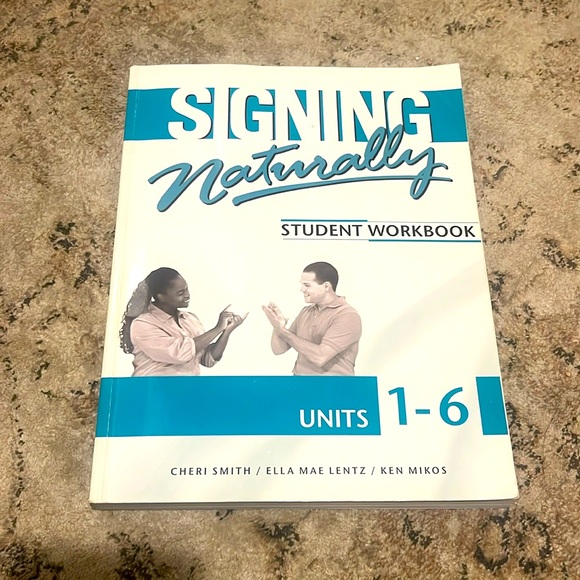 SIGNING
Naturally
STUDENT WORKBOOK
UNITS 1-6
CHERI SMITH / ELLA MAE LENTZ / KEN MIKOS